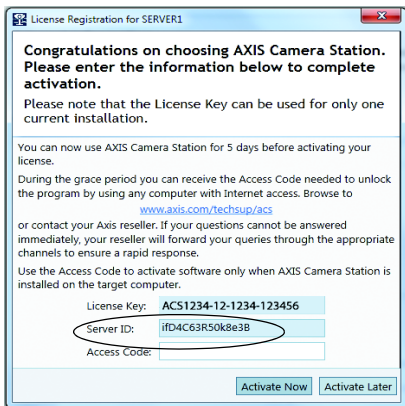 License Registration for SERVER1
Congratulations on choosing AXIS Camera Station.
Please enter the information below to complete
activation.
Please note that the License Key can be used for only one
current installation.
You can now use AXIS Camera Station for 5 days before activating your
license.
During the grace period you can receive the Access Code needed to unlock
the program by using any computer with Internet access. Browse to
www.axis.com/techsup/acs
or contact your Axis reseller. If your questions cannot be answered
immediately, your reseller will forward your queries through the appropriate
channels to ensure a rapid response.
Use the Access Code to activate software only when AXIS Camera Station is
installed on the target computer.
License Key: ACS1234-12-1234-123456
Server ID: ifD4C63R50k8e3B
Access Code:
Activate Now Activate Later